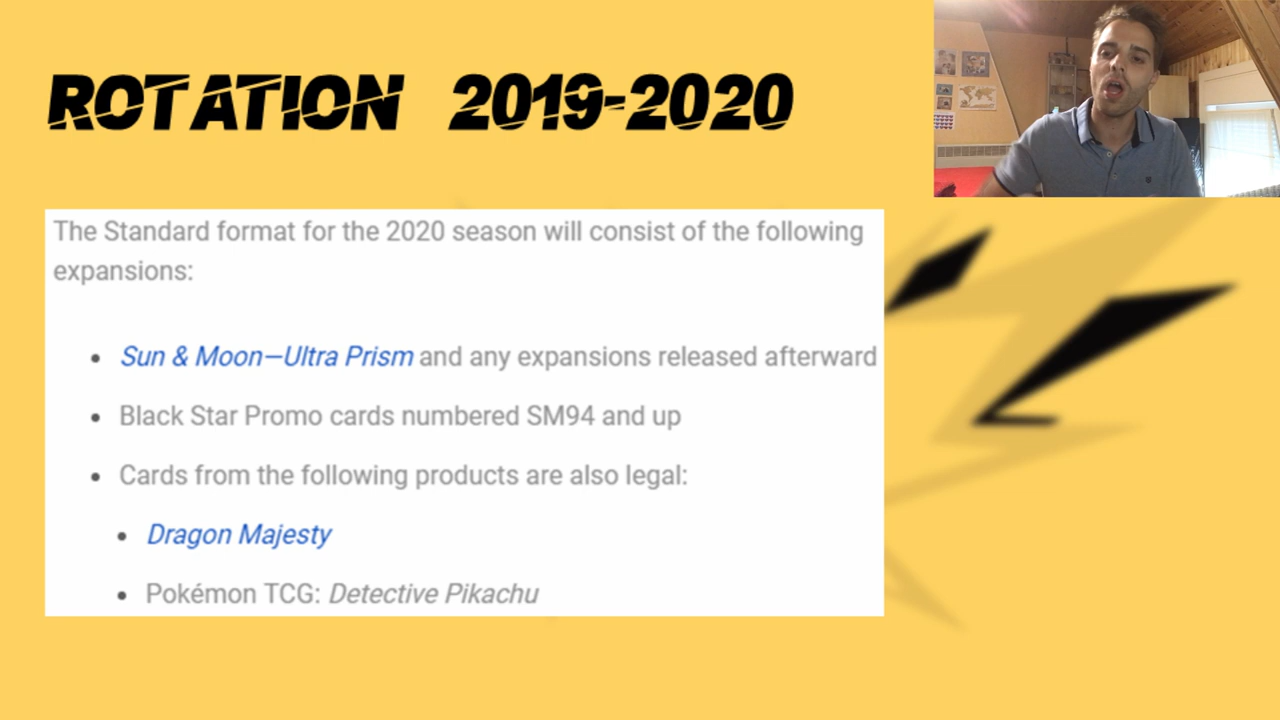 ROTATION 2019-2020
The Standard format for the 2020 season will consist of the following
expansions:
• Sun & Moon—Ultra Prism and any expansions released afterward
• Black Star Promo cards numbered SM94 and up
• Cards from the following products are also legal:
• Dragon Majesty
• Pokémon TCG: Detective Pikachu